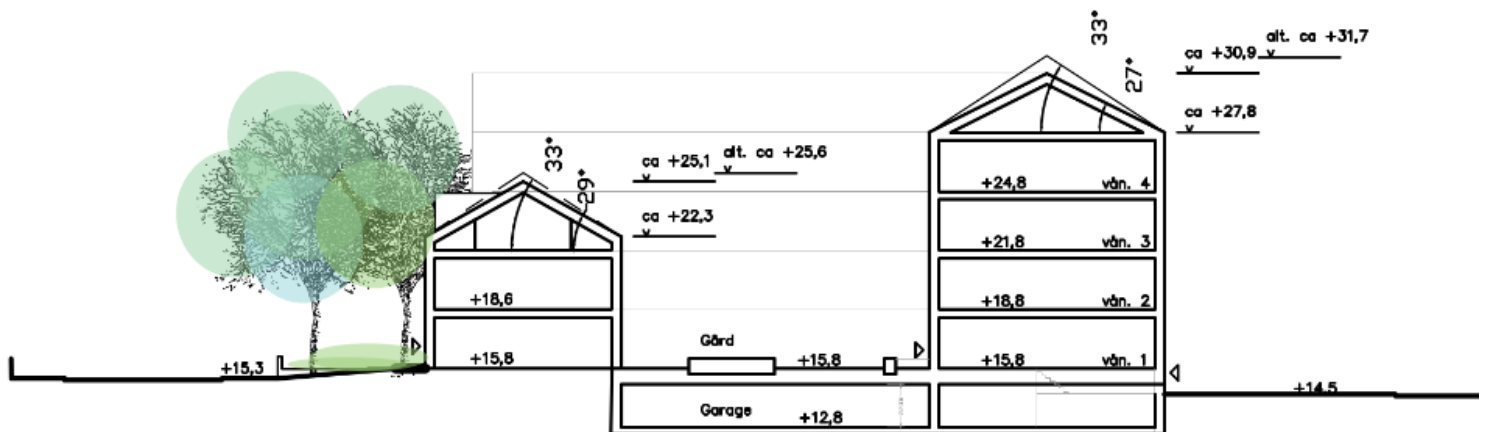 33°
alt. ca +31,7
ca +30,9
27°
ca +27,8
33°
alt. ca +25,6
ca +25,1
29°
ca +22,3
+24,8 vån. 4
+21,8 vån. 3
+18,6
+18,8 vån. 2
Gård
+15,3
+15,8
+15,8
+15,8 vån. 1
+14,5
Garage
+12,8